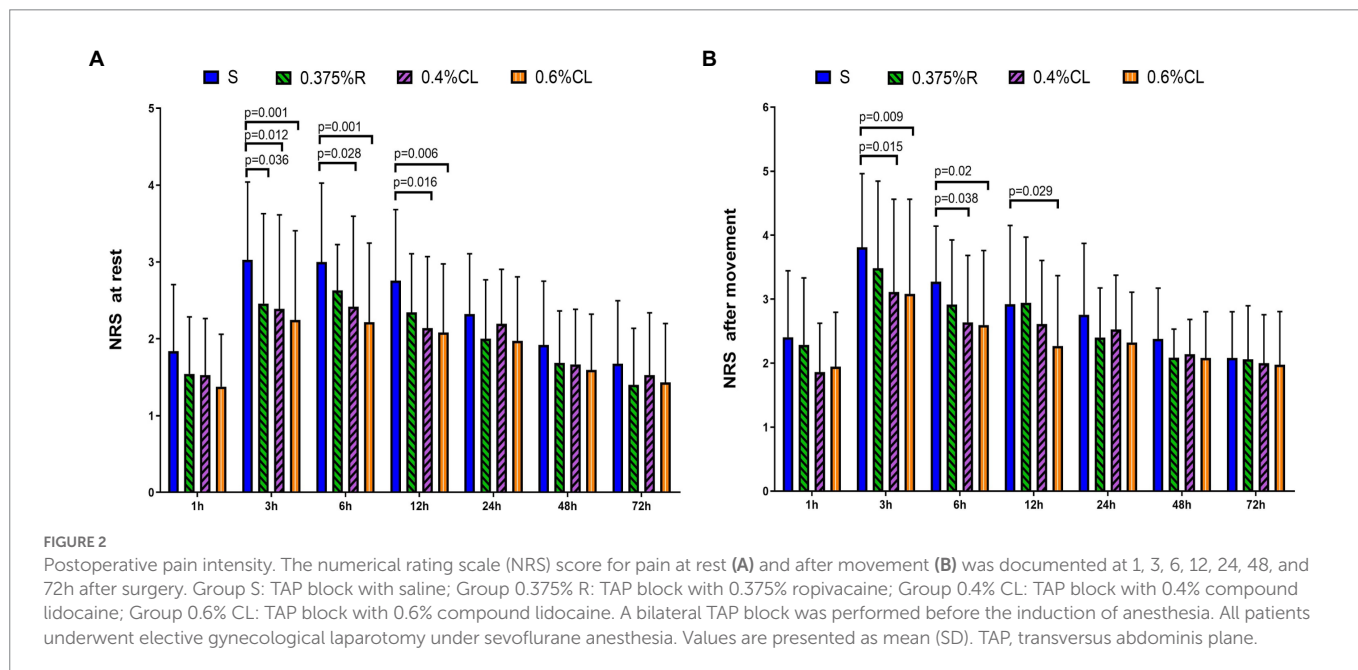 A
S 0.375%R 0.4%CL 0.6%CL
NRS at rest
5
4
3
2
1
0
p=0.001
p=0.012
p=0.036
p=0.001
p=0.028
p=0.006
p=0.016
1h 3h 6h 12h 24h 48h 72h
B
S 0.375%R 0.4%CL 0.6%CL
NRS after movement
6
5
4
3
2
1
0
p=0.009
p=0.015
p=0.02
p=0.038
p=0.029
1h 3h 6h 12h 24h 48h 72h
FIGURE 2
Postoperative pain intensity. The numerical rating scale (NRS) score for pain at rest (A) and after movement (B) was documented at 1, 3, 6, 12, 24, 48, and
72h after surgery. Group S: TAP block with saline; Group 0.375% R: TAP block with 0.375% ropivacaine; Group 0.4% CL: TAP block with 0.4% compound
lidocaine; Group 0.6% CL: TAP block with 0.6% compound lidocaine. A bilateral TAP block was performed before the induction of anesthesia. All patients
underwent elective gynecological laparotomy under sevoflurane anesthesia. Values are presented as mean (SD). TAP, transversus abdominis plane.